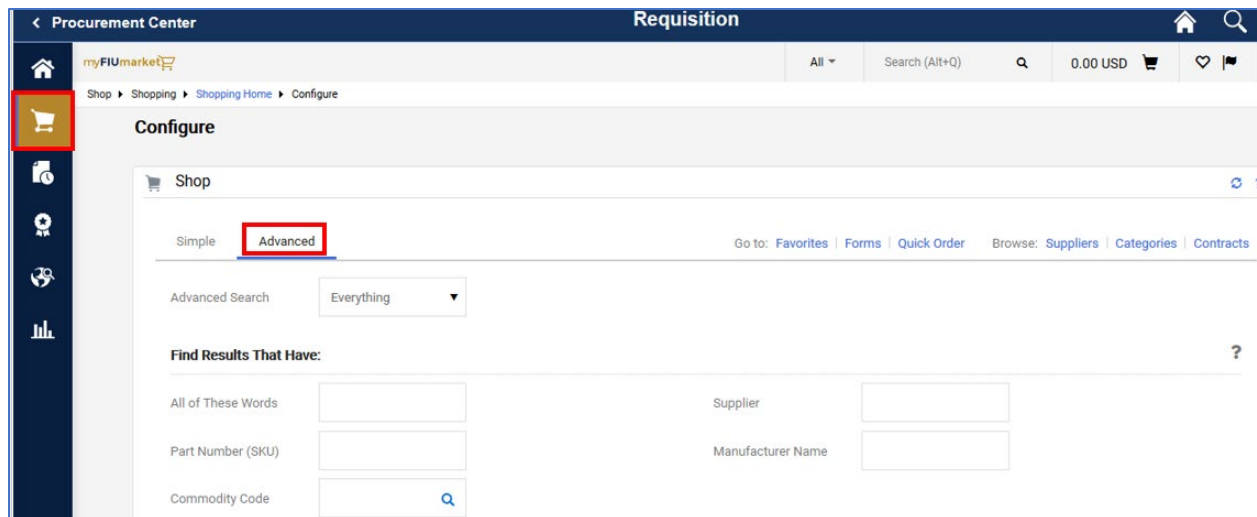 Procurement Center Requisition
myFIUmarket All Search (Alt+Q) 0.00 USD
Shop Shopping Shopping Home Configure
Configure
Shop
Simple Advanced Go to: Favorites | Forms | Quick Order Browse: Suppliers | Categories | Contracts
Advanced Search Everything
Find Results That Have: ?
All of These Words Supplier
Part Number (SKU) Manufacturer Name
Commodity Code